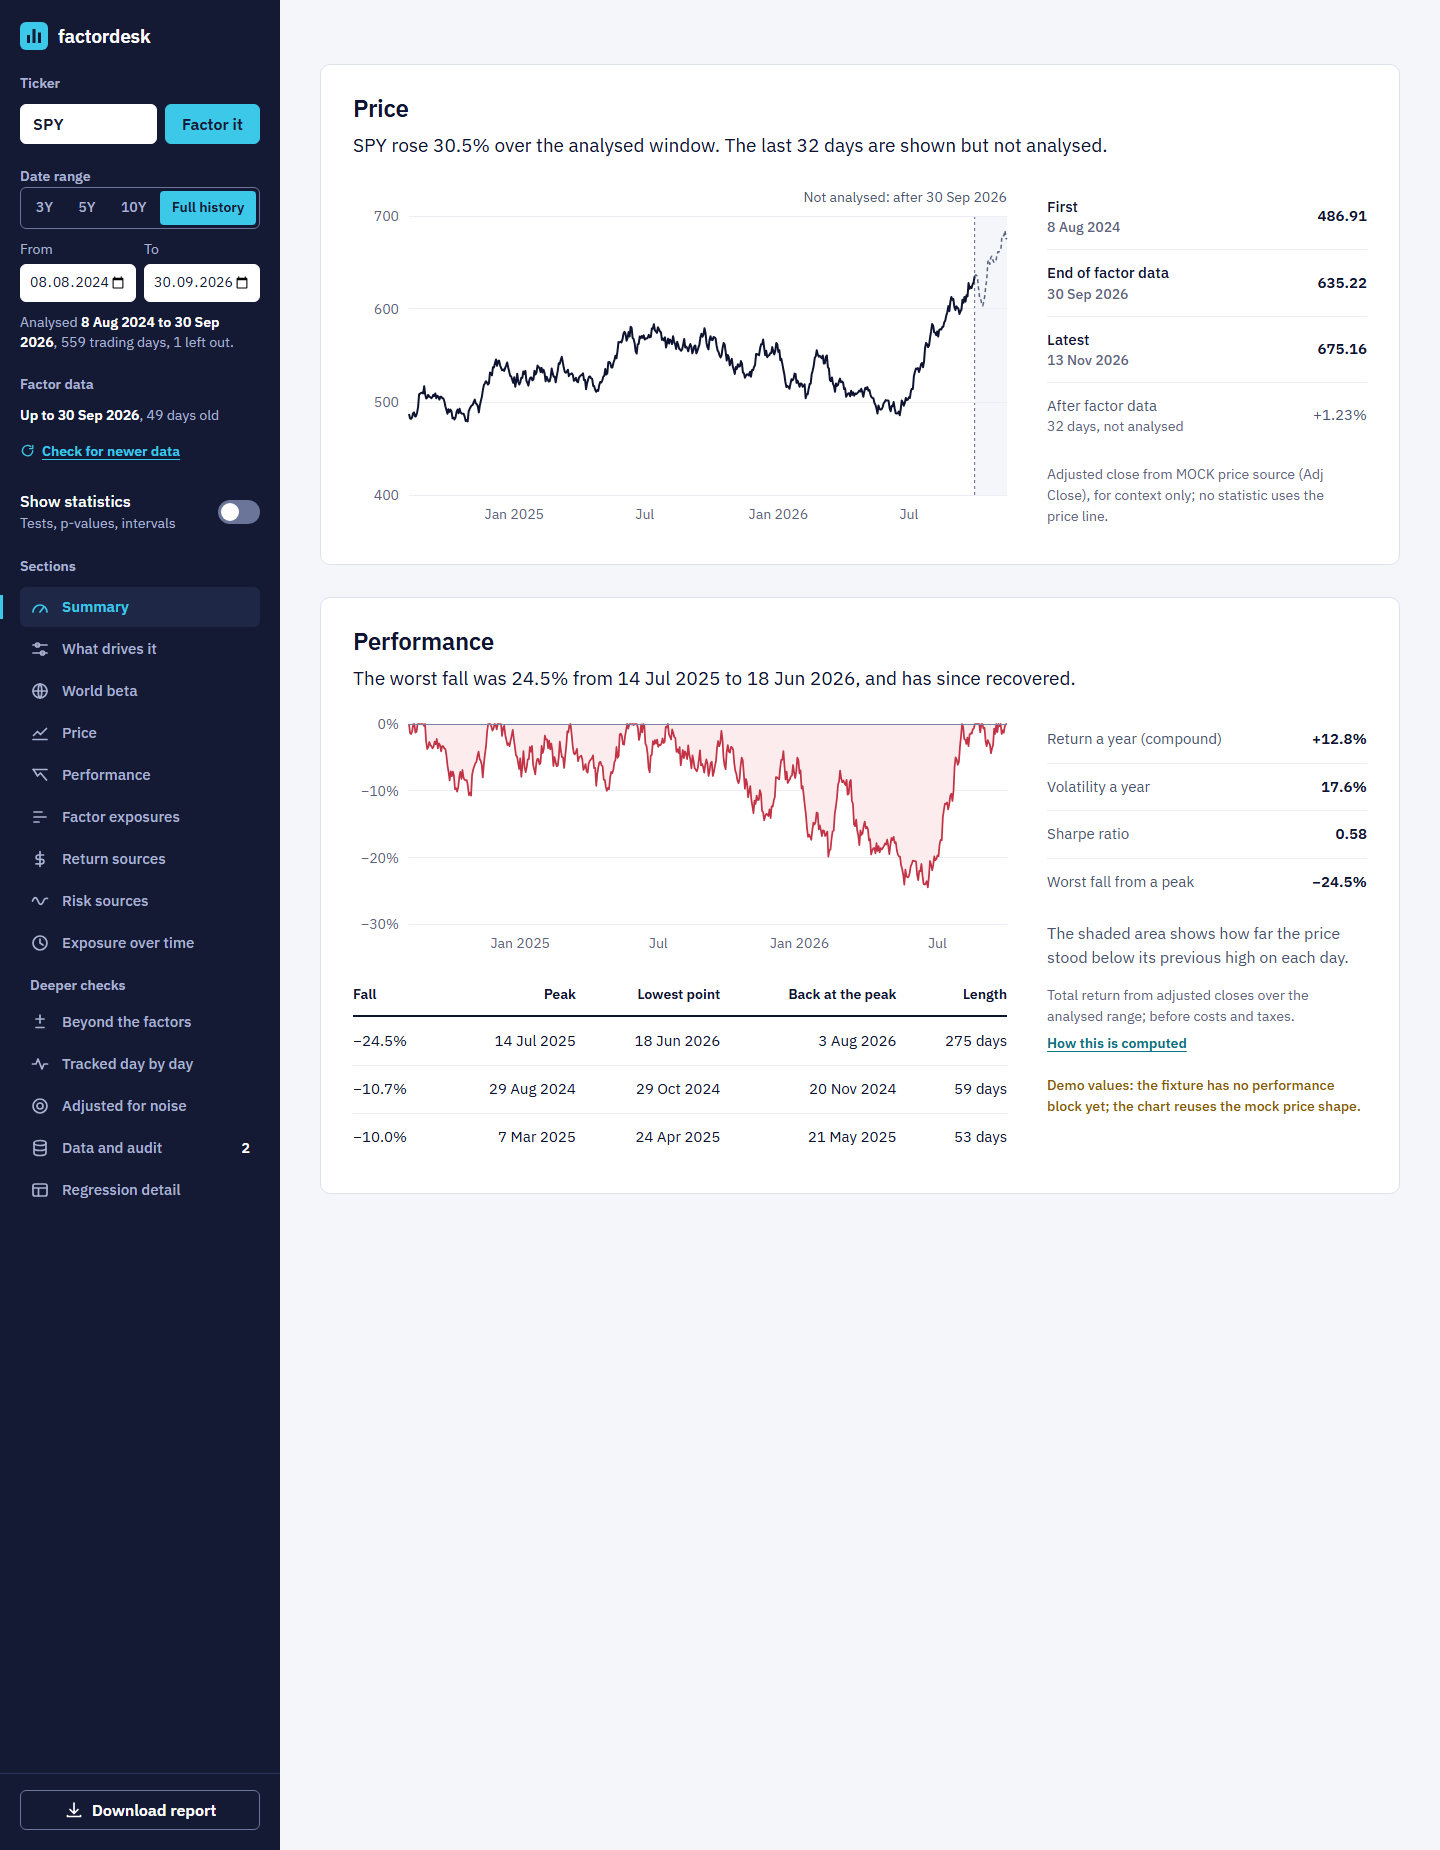 factordesk
Ticker
SPY
Factor it
Date range
3Y 5Y 10Y Full history
From To
08.08.2024 30.09.2026
Analysed 8 Aug 2024 to 30 Sep
2026, 559 trading days, 1 left out.
Factor data
Up to 30 Sep 2026, 49 days old
Check for newer data
Show statistics
Tests, p-values, intervals
Sections
Summary
What drives it
World beta
Price
Performance
Factor exposures
Return sources
Risk sources
Exposure over time
Deeper checks
Beyond the factors
Tracked day by day
Adjusted for noise
Data and audit 2
Regression detail
Download report
Price
SPY rose 30.5% over the analysed window. The last 32 days are shown but not analysed.
Not analysed: after 30 Sep 2026
700
600
500
400
Jan 2025 Jul Jan 2026 Jul
First
8 Aug 2024
486.91
End of factor data
30 Sep 2026
635.22
Latest
13 Nov 2026
675.16
After factor data
32 days, not analysed
+1.23%
Adjusted close from MOCK price source (Adj
Close), for context only; no statistic uses the
price line.
Performance
The worst fall was 24.5% from 14 Jul 2025 to 18 Jun 2026, and has since recovered.
0%
−10%
−20%
−30%
Jan 2025 Jul Jan 2026 Jul
Fall Peak Lowest point Back at the peak Length
−24.5% 14 Jul 2025 18 Jun 2026 3 Aug 2026 275 days
−10.7% 29 Aug 2024 29 Oct 2024 20 Nov 2024 59 days
−10.0% 7 Mar 2025 24 Apr 2025 21 May 2025 53 days
Return a year (compound) +12.8%
Volatility a year 17.6%
Sharpe ratio 0.58
Worst fall from a peak −24.5%
The shaded area shows how far the price
stood below its previous high on each day.
Total return from adjusted closes over the
analysed range; before costs and taxes.
How this is computed
Demo values: the fixture has no performance
block yet; the chart reuses the mock price shape.